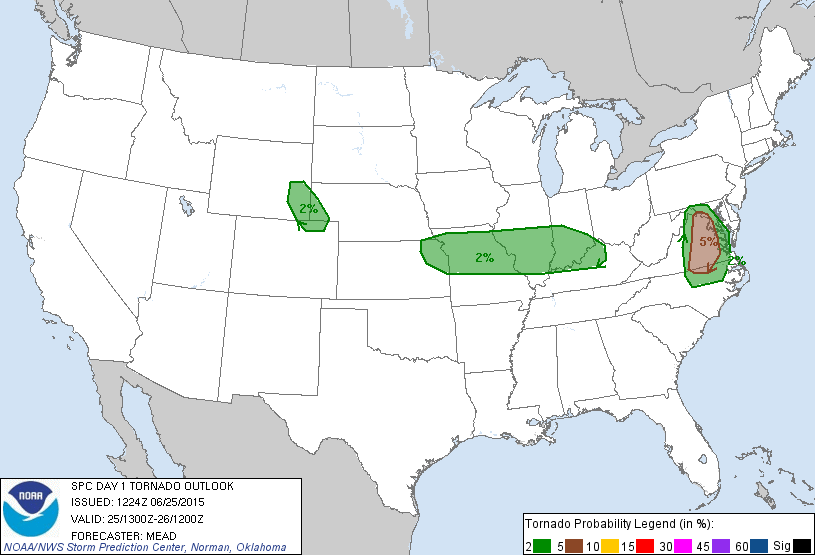 2%
2%
5%
2%
NOAA
SPC DAY 1 TORNADO OUTLOOK
ISSUED: 1224Z 06/25/2015
VALID: 25/1300Z-26/1200Z
FORECASTER: MEAD
NOAA/NWS Storm Prediction Center, Norman, Oklahoma
Tornado Probability Legend (in %):
2 5 10 15 30 45 60 Sig